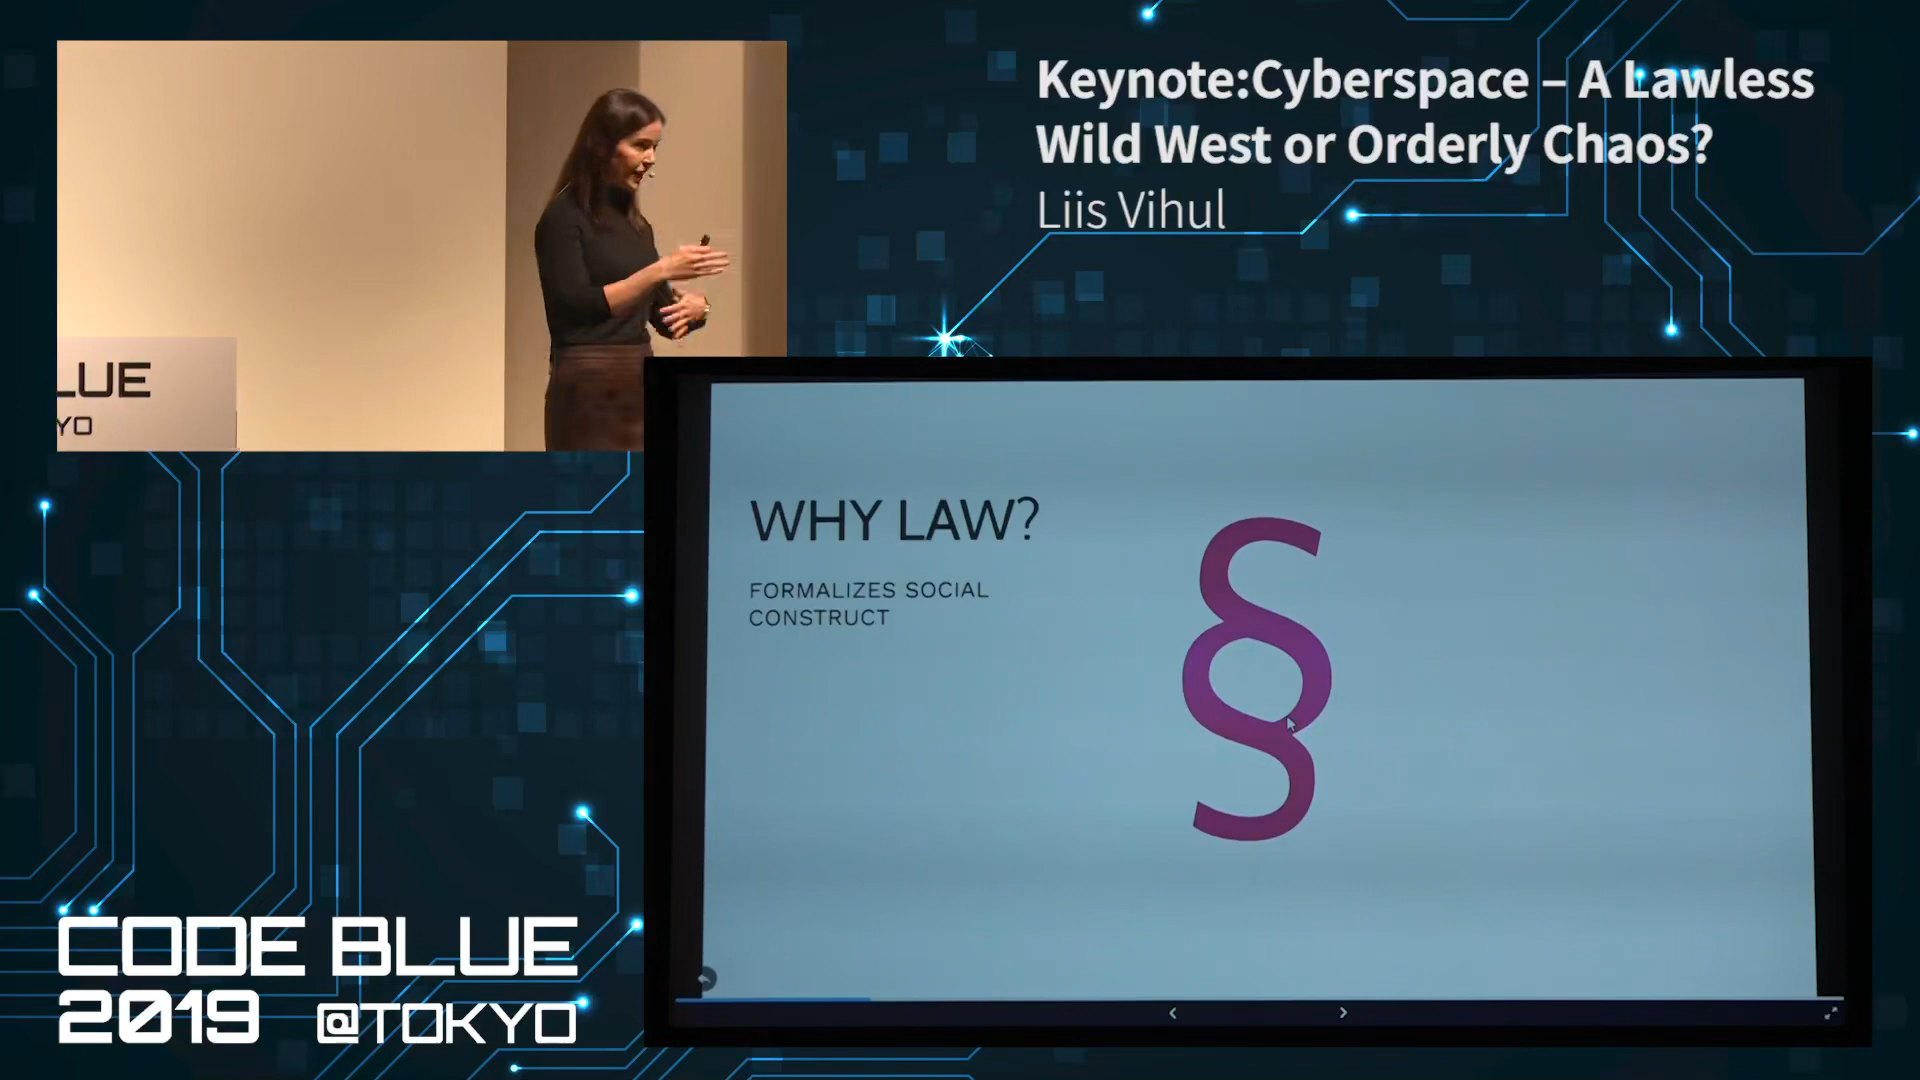 Keynote:Cyberspace – A Lawless
Wild West or Orderly Chaos?
Liis Vihul
LUE
YO
WHY LAW?
FORMALIZES SOCIAL
CONSTRUCT
§
CODE BLUE
2019 @TOKYO